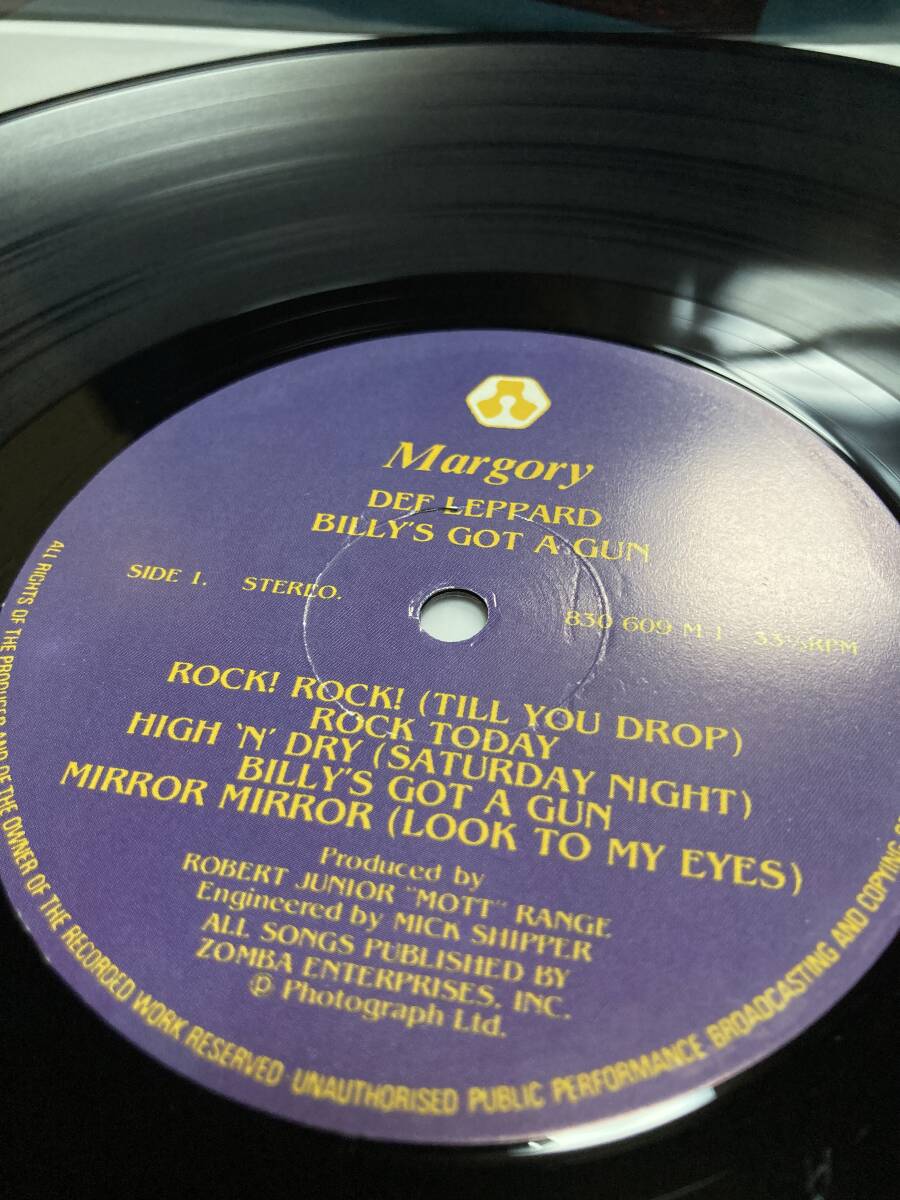 Margory
DEF LEPPARD
BILLY'S GOT A GUN
SIDE 1. STEREO.
830 609 M-1 33⅓RPM
ROCK! ROCK! (TILL YOU DROP)
ROCK TODAY
HIGH 'N' DRY (SATURDAY NIGHT)
BILLY'S GOT A GUN
MIRROR MIRROR (LOOK TO MY EYES)
Produced by
ROBERT JUNIOR "MOTT" RANGE
Engineered by MICK SHIPPER
ALL SONGS PUBLISHED BY
ZOMBA ENTERPRISES, INC.
℗ Photograph Ltd.
ALL RIGHTS OF THE PRODUCER AND OF THE OWNER OF THE RECORDED WORK RESERVED UNAUTHORISED PUBLIC PERFORMANCE BROADCASTING AND COPYING